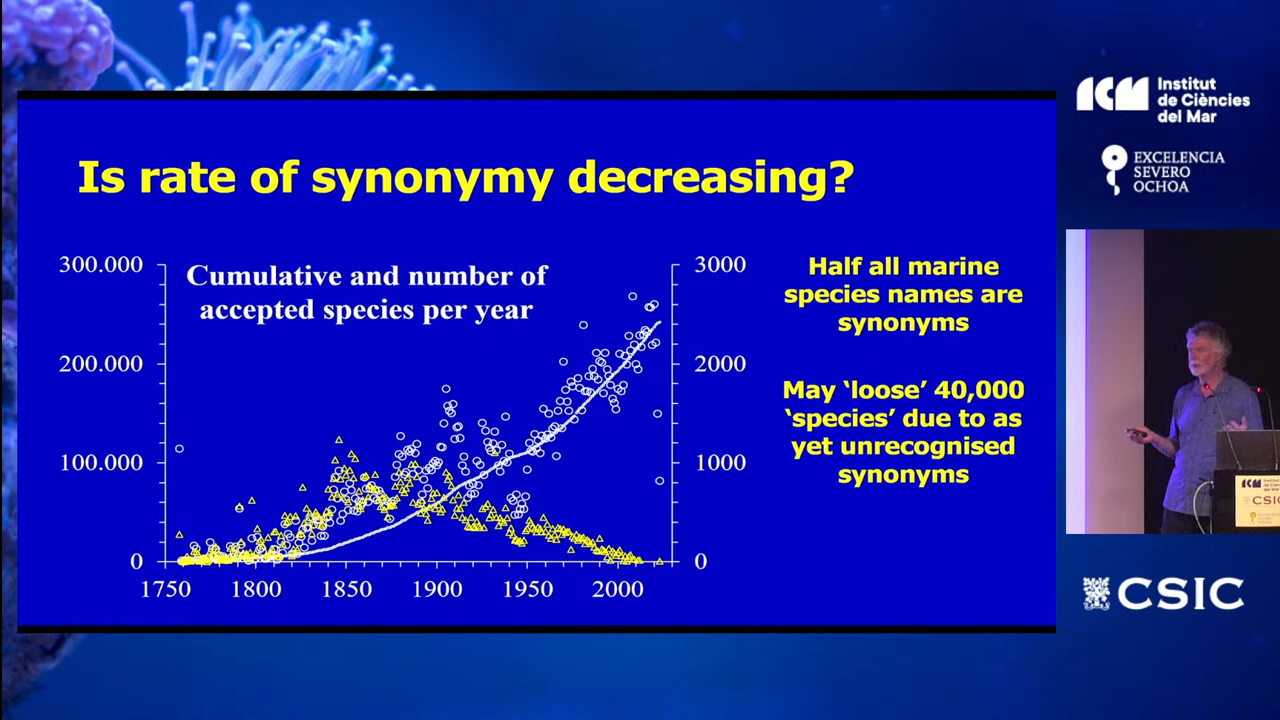 Is rate of synonymy decreasing?
Cumulative and number of
accepted species per year
300.000
200.000
100.000
0
3000
2000
1000
0
1750 1800 1850 1900 1950 2000
Half all marine
species names are
synonyms
May ‘loose’ 40,000
‘species’ due to as
yet unrecognised
synonyms
ICM Institut
de Ciències
del Mar
EXCELENCIA
SEVERO
OCHOA
ICM
CSIC
CSIC